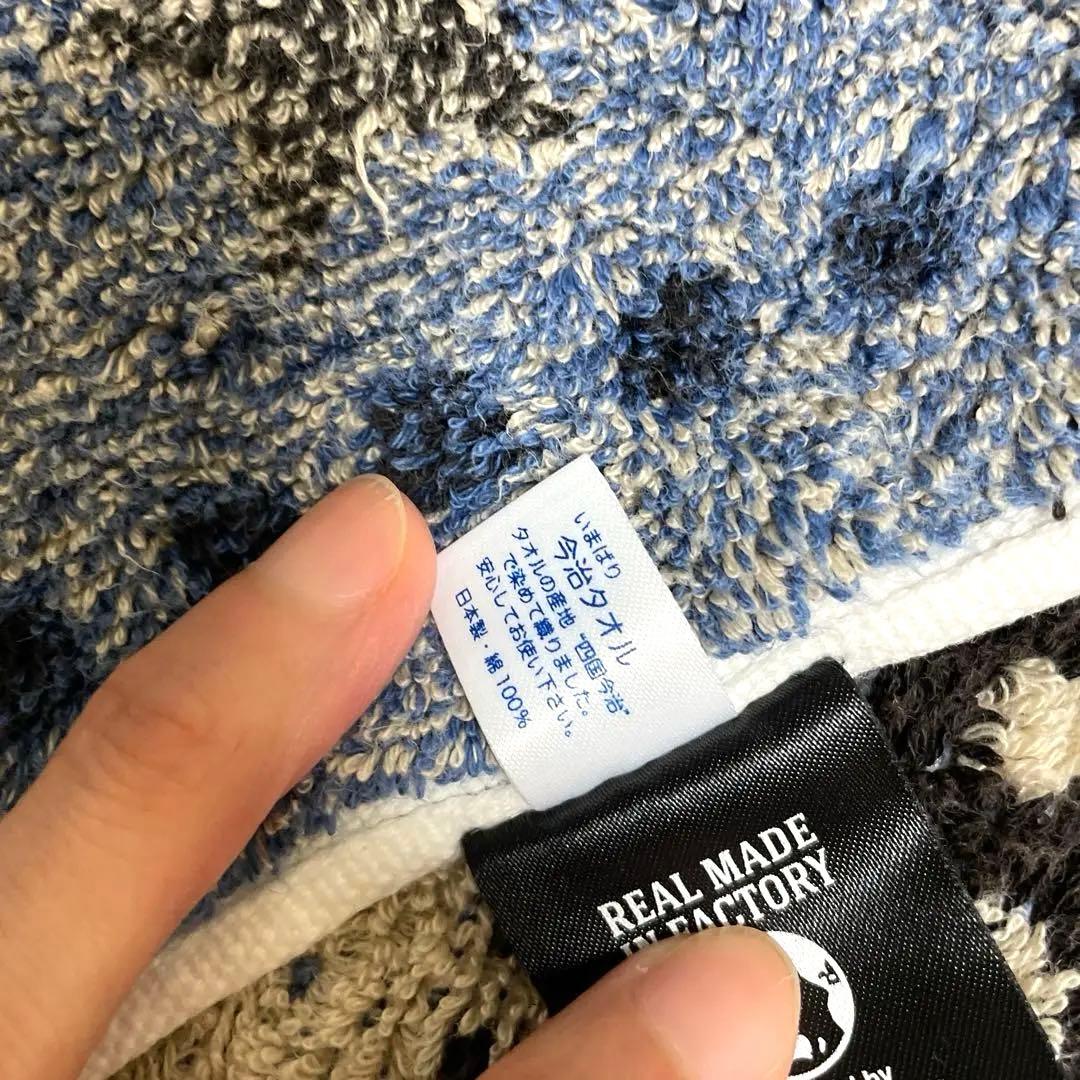 いまばり
今治タオル
タオルの産地 "四国今治"
で染めて織りました。
安心してお使い下さい。
日本製・綿100%
REAL MADE
IN FACTORY
by